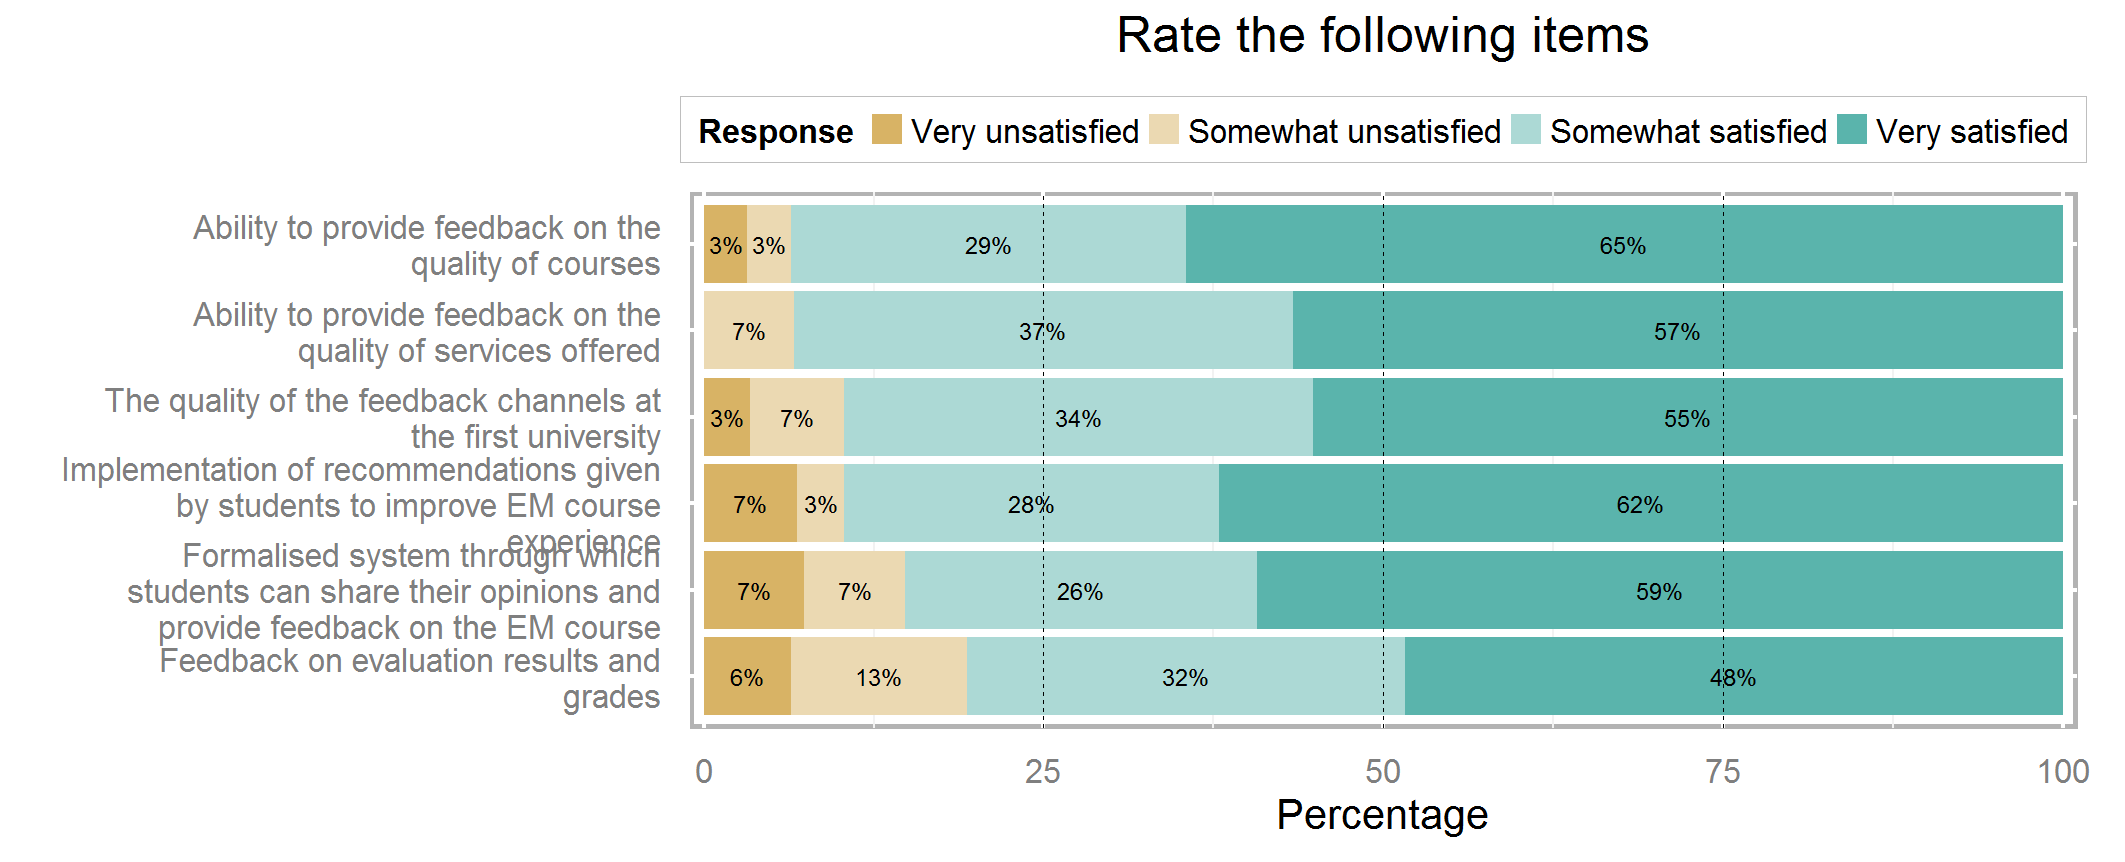 Rate the following items
Response Very unsatisfied Somewhat unsatisfied Somewhat satisfied Very satisfied
Ability to provide feedback on the
quality of courses
3% 3% 29% 65%
Ability to provide feedback on the
quality of services offered
7% 37% 57%
The quality of the feedback channels at
the first university
3% 7% 34% 55%
Implementation of recommendations given
by students to improve EM course
experience
7% 3% 28% 62%
Formalised system through which
students can share their opinions and
provide feedback on the EM course
7% 7% 26% 59%
Feedback on evaluation results and
grades
6% 13% 32% 48%
0 25 50 75 100
Percentage